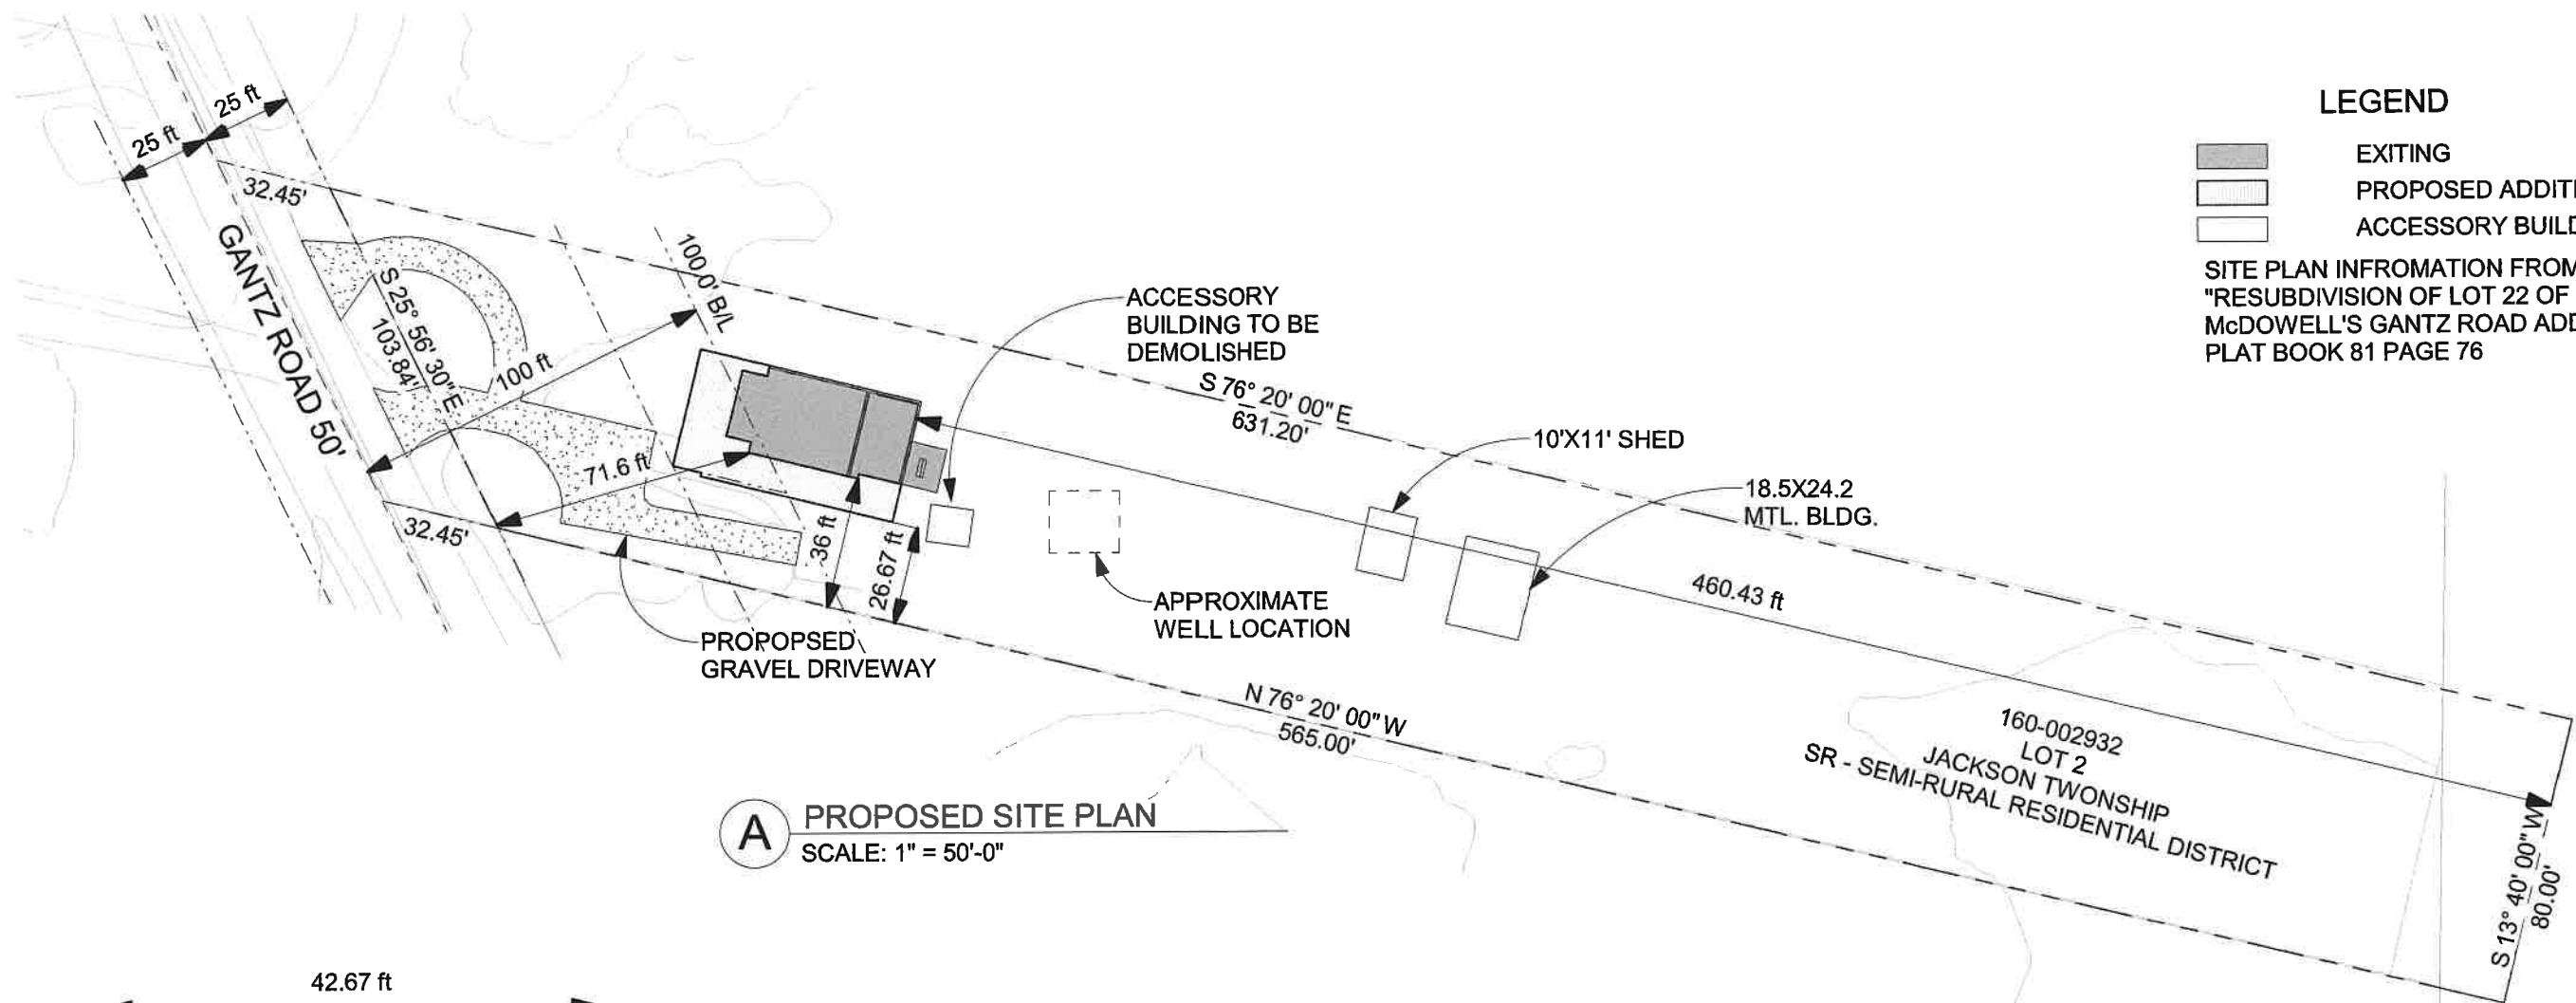 LEGEND
EXITING
PROPOSED ADDITI
ACCESSORY BUILD
SITE PLAN INFROMATION FROM
"RESUBDIVISION OF LOT 22 OF
McDOWELL'S GANTZ ROAD ADD
PLAT BOOK 81 PAGE 76
25 ft
25 ft
32.45'
GANTZ ROAD 50'
S 25° 56' 30" E
103.84'
100.0' B/L
100 ft
71.6 ft
32.45'
36 ft
26.67 ft
ACCESSORY
BUILDING TO BE
DEMOLISHED
S 76° 20' 00" E
631.20'
10'X11' SHED
18.5X24.2
MTL. BLDG.
460.43 ft
APPROXIMATE
WELL LOCATION
PROPOPSED
GRAVEL DRIVEWAY
N 76° 20' 00" W
565.00'
160-002932
LOT 2
JACKSON TWONSHIP
SR - SEMI-RURAL RESIDENTIAL DISTRICT
S 13° 40' 00" W
80.00'
A
PROPOSED SITE PLAN
SCALE: 1" = 50'-0"
42.67 ft